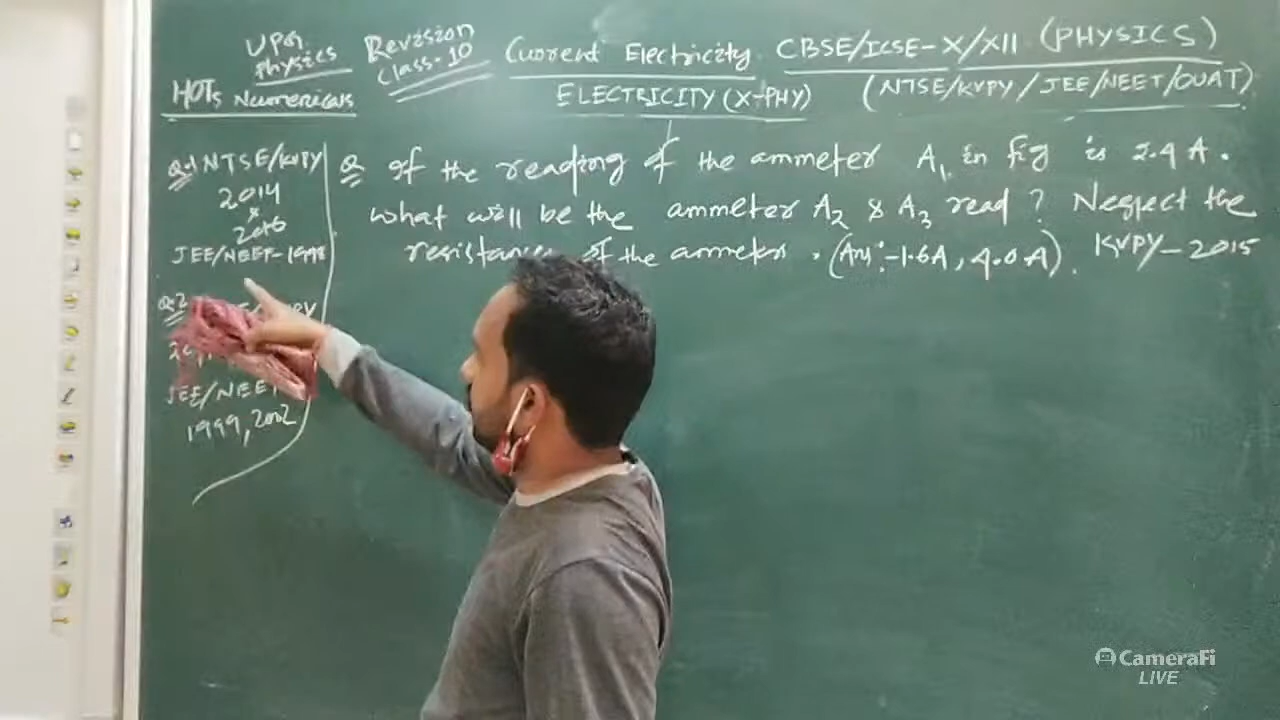 UPGr
Physics
Revision
Class-10
Current Electricity
CBSE/ICSE-X/XII (PHYSICS)
HOTs Numericals
ELECTRICITY (X-PHY)
(NTSE/KVPY/JEE/NEET/OUAT)
Q-1 NTSE/KVPY
2014
JEE/NEET-1998
Q-2
JEE/NEET
1999, 2002
Q If the reading of the ammeter A1 in fig is 2.4 A.
what will be the ammeter A2 & A3 read? Neglect the
resistance of the ammeter. (Ans:-1.6A, 4.0A). KVPY-2015
CameraFi
LIVE